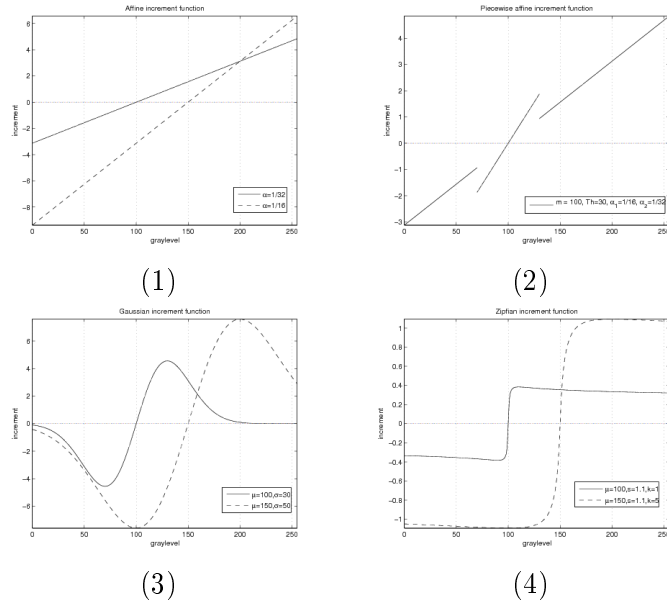 Affine increment function
6
4
2
0
−2
−4
−6
−8
increment
α=1/32
α=1/16
0 50 100 150 200 250
graylevel
(1)
Piecewise affine increment function
4
3
2
1
0
−1
−2
−3
increment
m = 100, Th=30, α1=1/16, α2=1/32
0 50 100 150 200 250
graylevel
(2)
Gaussian increment function
6
4
2
0
−2
−4
−6
increment
μ=100,σ=30
μ=150,σ=50
0 50 100 150 200 250
graylevel
(3)
Zipfian increment function
1
0.8
0.6
0.4
0.2
0
−0.2
−0.4
−0.6
−0.8
−1
increment
μ=100,s=1.1,k=1
μ=150,s=1.1,k=5
0 50 100 150 200 250
graylevel
(4)